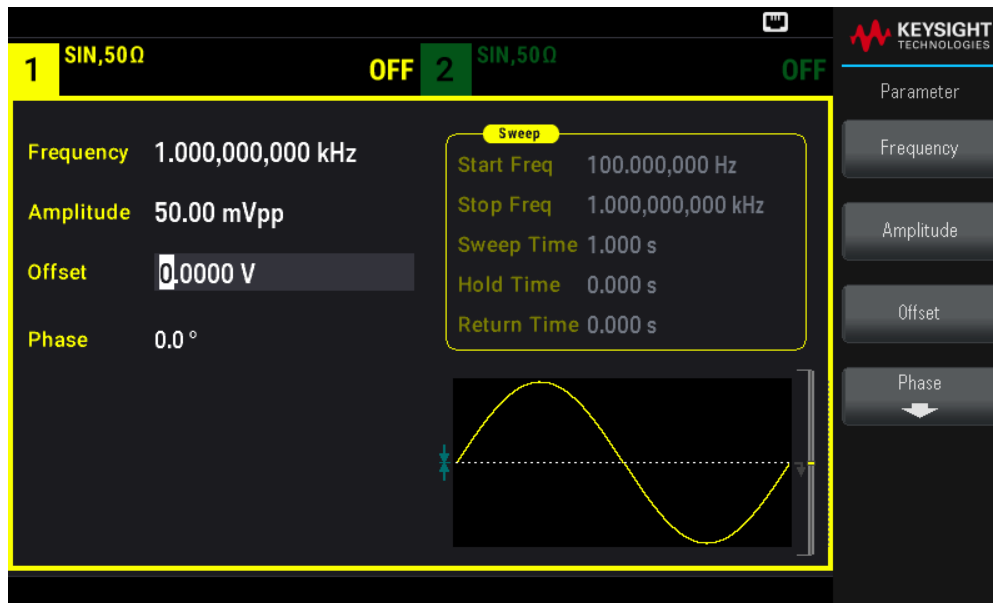 KEYSIGHT
TECHNOLOGIES
1 SIN,50Ω OFF
2 SIN,50Ω OFF
Parameter
Frequency
Amplitude
Offset
Phase
Frequency 1.000,000,000 kHz
Amplitude 50.00 mVpp
Offset 0.0000 V
Phase 0.0 °
Sweep
Start Freq 100.000,000 Hz
Stop Freq 1.000,000,000 kHz
Sweep Time 1.000 s
Hold Time 0.000 s
Return Time 0.000 s